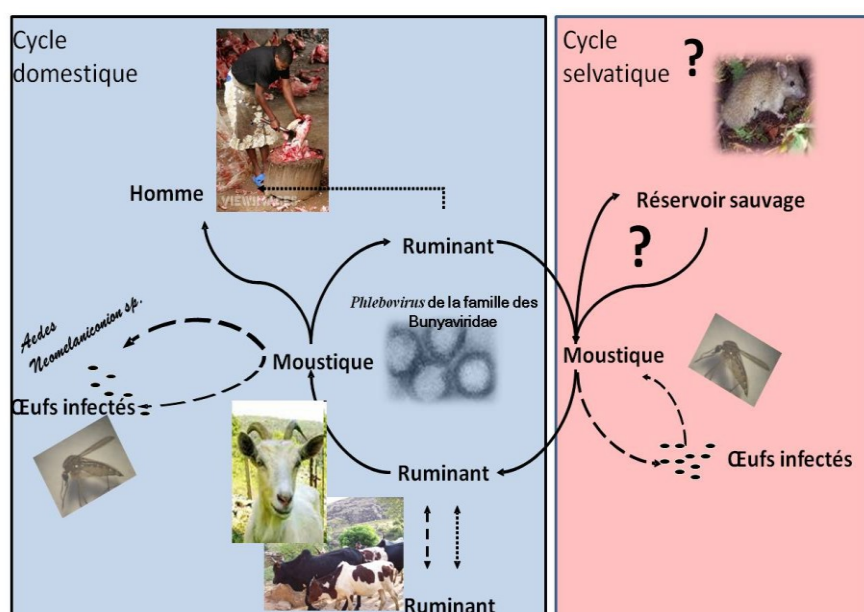 Cycle
domestique
VIEWIMAGES
Homme
Ruminant
Phlebovirus de la famille des
Bunyaviridae
Aedes
Neomelaniconion sp.
Moustique
Œufs infectés
Ruminant
Ruminant
Cycle
selvatique
?
Réservoir sauvage
?
Moustique
Œufs infectés